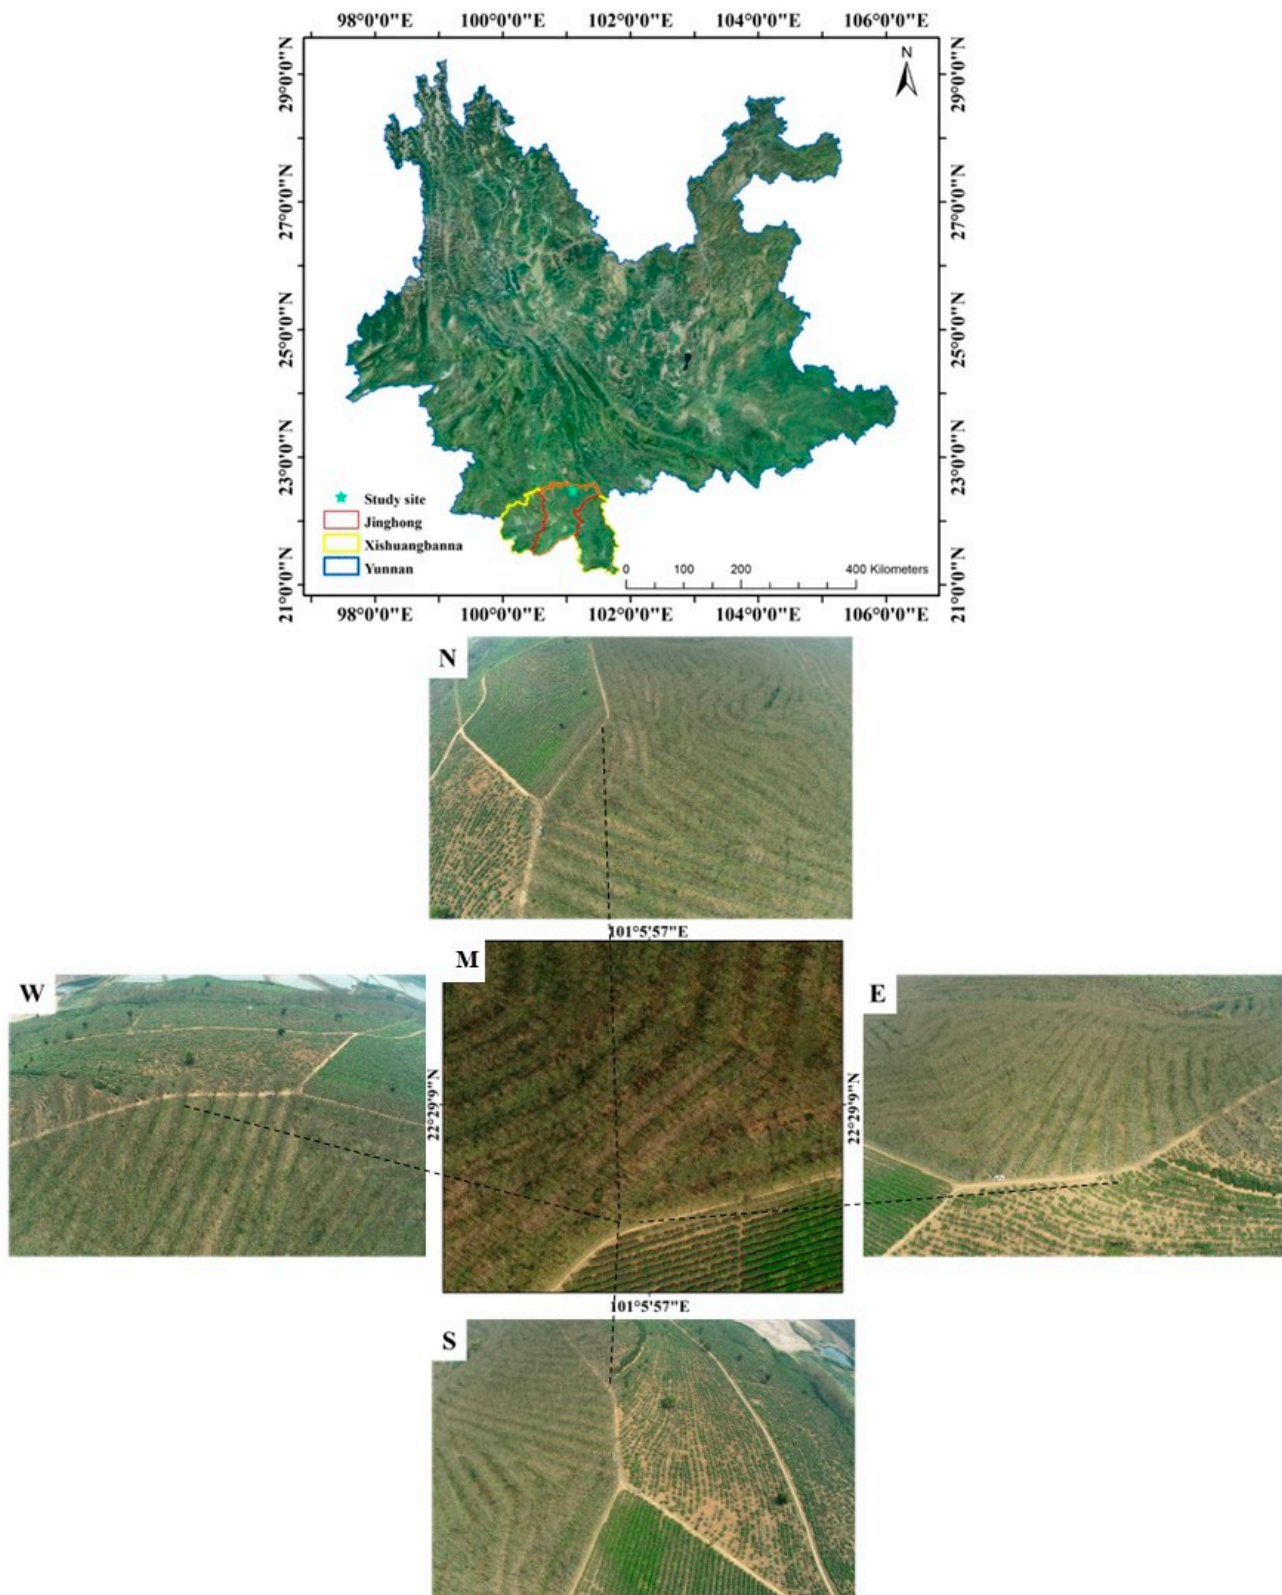 98°0'0"E 100°0'0"E 102°0'0"E 104°0'0"E 106°0'0"E
N
29°0'0"N 29°0'0"N
27°0'0"N 27°0'0"N
25°0'0"N 25°0'0"N
23°0'0"N 23°0'0"N
21°0'0"N 21°0'0"N
Study site
Jinghong
Xishuangbanna
Yunnan
0 100 200 400 Kilometers
98°0'0"E 100°0'0"E 102°0'0"E 104°0'0"E 106°0'0"E
N
101°5'57"E
W
M
E
22°29'9"N 22°29'9"N
101°5'57"E
S